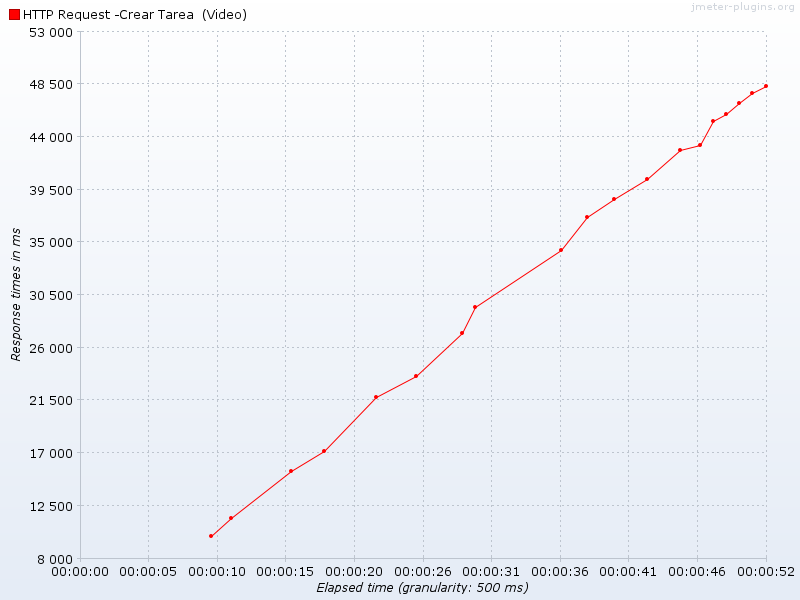 jmeter-plugins.org
HTTP Request -Crear Tarea (Video)
53 000
48 500
44 000
39 500
35 000
30 500
26 000
21 500
17 000
12 500
8 000
Response times in ms
00:00:00 00:00:05 00:00:10 00:00:15 00:00:20 00:00:26 00:00:31 00:00:36 00:00:41 00:00:46 00:00:52
Elapsed time (granularity: 500 ms)